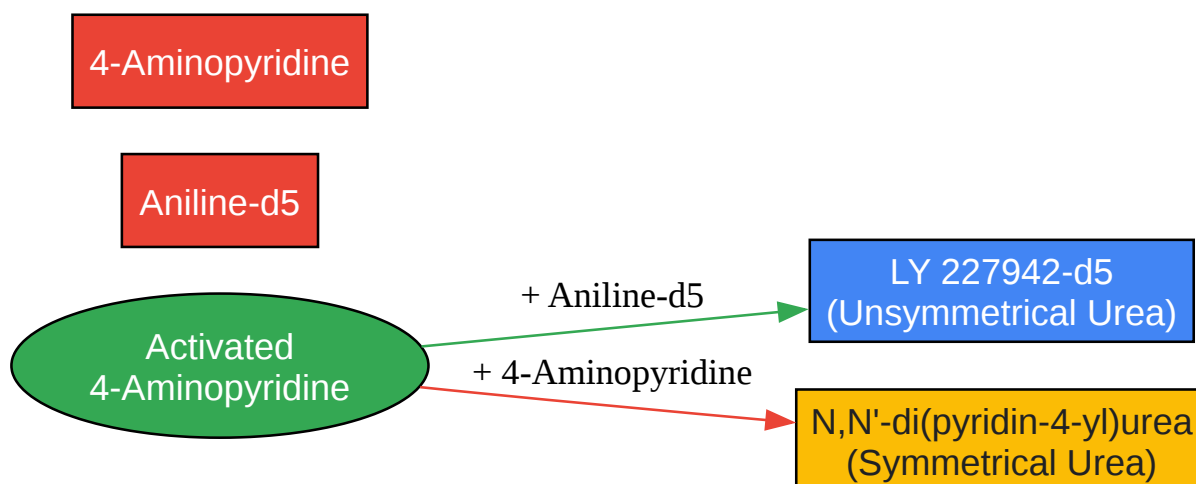 4-Aminopyridine
Aniline-d5
Activated
4-Aminopyridine
+ Aniline-d5
+ 4-Aminopyridine
LY 227942-d5
(Unsymmetrical Urea)
N,N'-di(pyridin-4-yl)urea
(Symmetrical Urea)